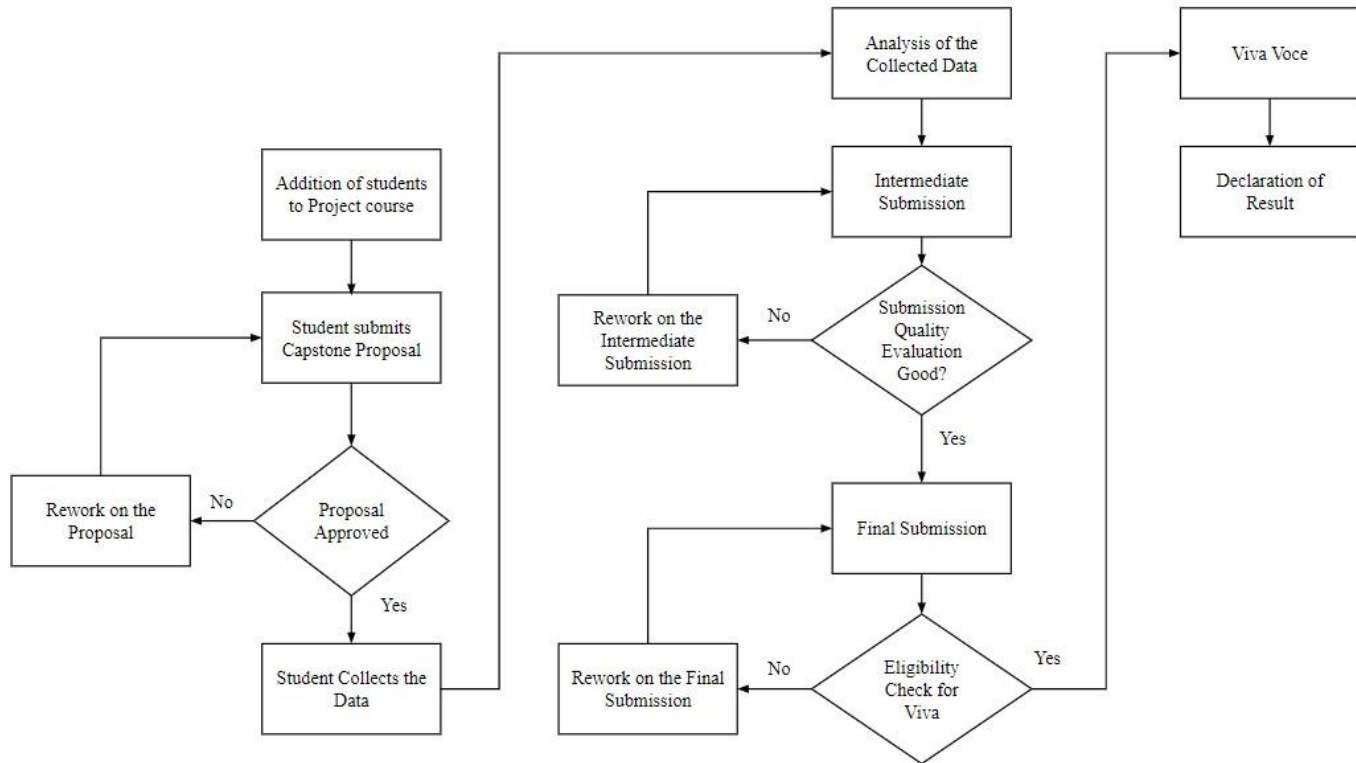 Addition of students
to Project course
Student submits
Capstone Proposal
Proposal
Approved
No
Rework on the
Proposal
Yes
Student Collects the
Data
Analysis of the
Collected Data
Intermediate
Submission
Submission
Quality
Evaluation
Good?
No
Rework on the
Intermediate
Submission
Yes
Final Submission
Eligibility
Check for
Viva
No
Rework on the Final
Submission
Yes
Viva Voce
Declaration of
Result